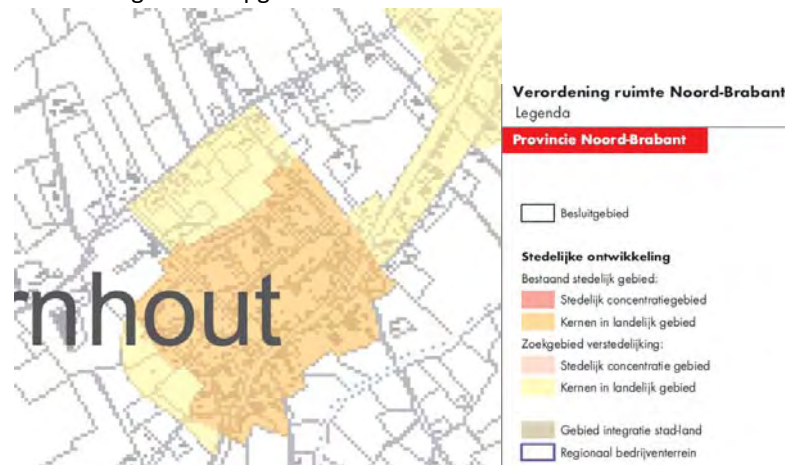 rnhout
Verordening ruimte Noord-Brabant
Legenda
Provincie Noord-Brabant
Besluitgebied
Stedelijke ontwikkeling
Bestaand stedelijk gebied:
Stedelijk concentratiegebied
Kernen in landelijk gebied
Zoekgebied verstedelijking:
Stedelijk concentratie gebied
Kernen in landelijk gebied
Gebied integratie stad-land
Regionaal bedrijventerrein